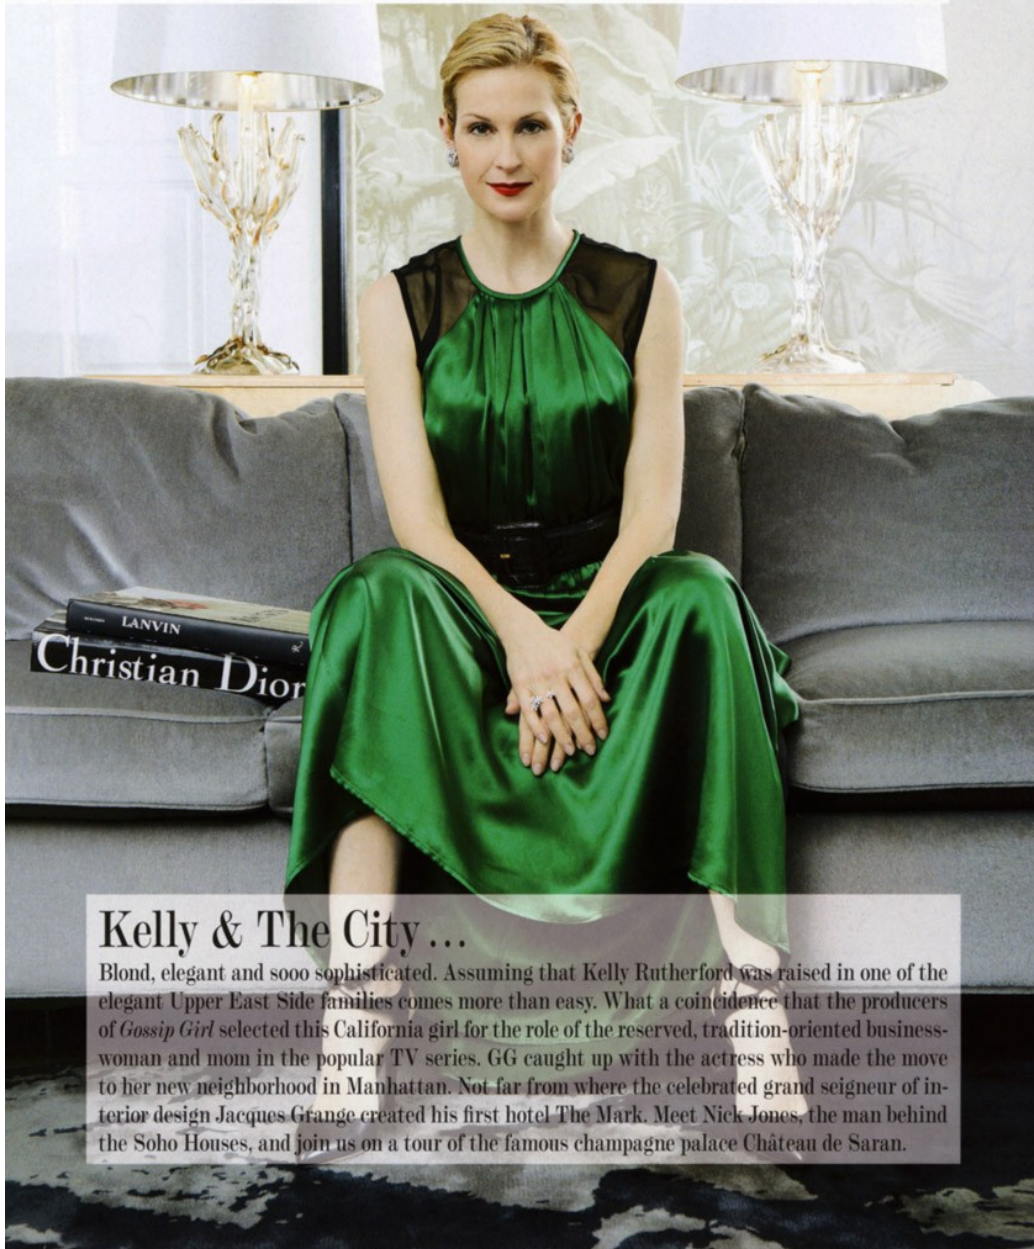 LANVIN
Christian Dior
Kelly & The City ...
Blond, elegant and sooo sophisticated. Assuming that Kelly Rutherford was raised in one of the
elegant Upper East Side families comes more than easy. What a coincidence that the producers
of Gossip Girl selected this California girl for the role of the reserved, tradition-oriented business-
woman and mom in the popular TV series. GG caught up with the actress who made the move
to her new neighborhood in Manhattan. Not far from where the celebrated grand seigneur of in-
terior design Jacques Grange created his first hotel The Mark. Meet Nick Jones, the man behind
the Soho Houses, and join us on a tour of the famous champagne palace Château de Saran.